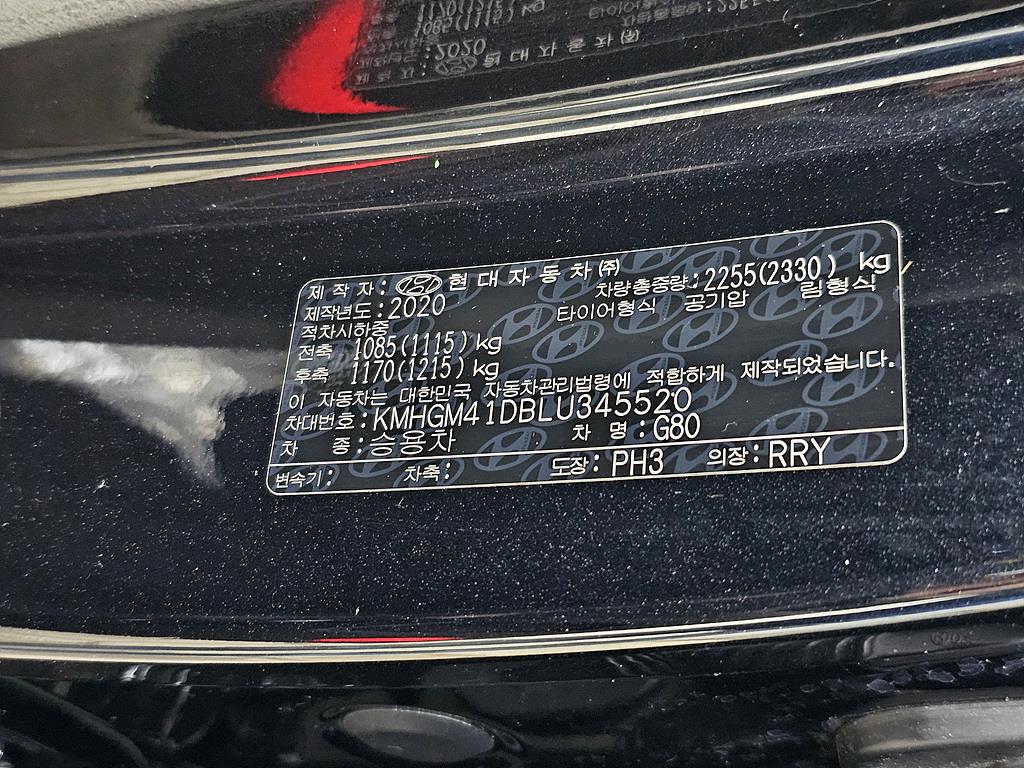 제 작 자: 현 대 자 동 차 ㈜
차량총중량:2255(2330) kg
제작년도:2020
타이어형식 공기압 림형식
적차시하중
전축 1085(1115) kg
후축 1170(1215) kg
이 자동차는 대한민국 자동차관리법령에 적합하게 제작되었습니다.
차대번호:KMHGM41DBLU345520
차 종:승용차 차 명:G80
변속기: 차축: 도장:PH3 의장:RRY